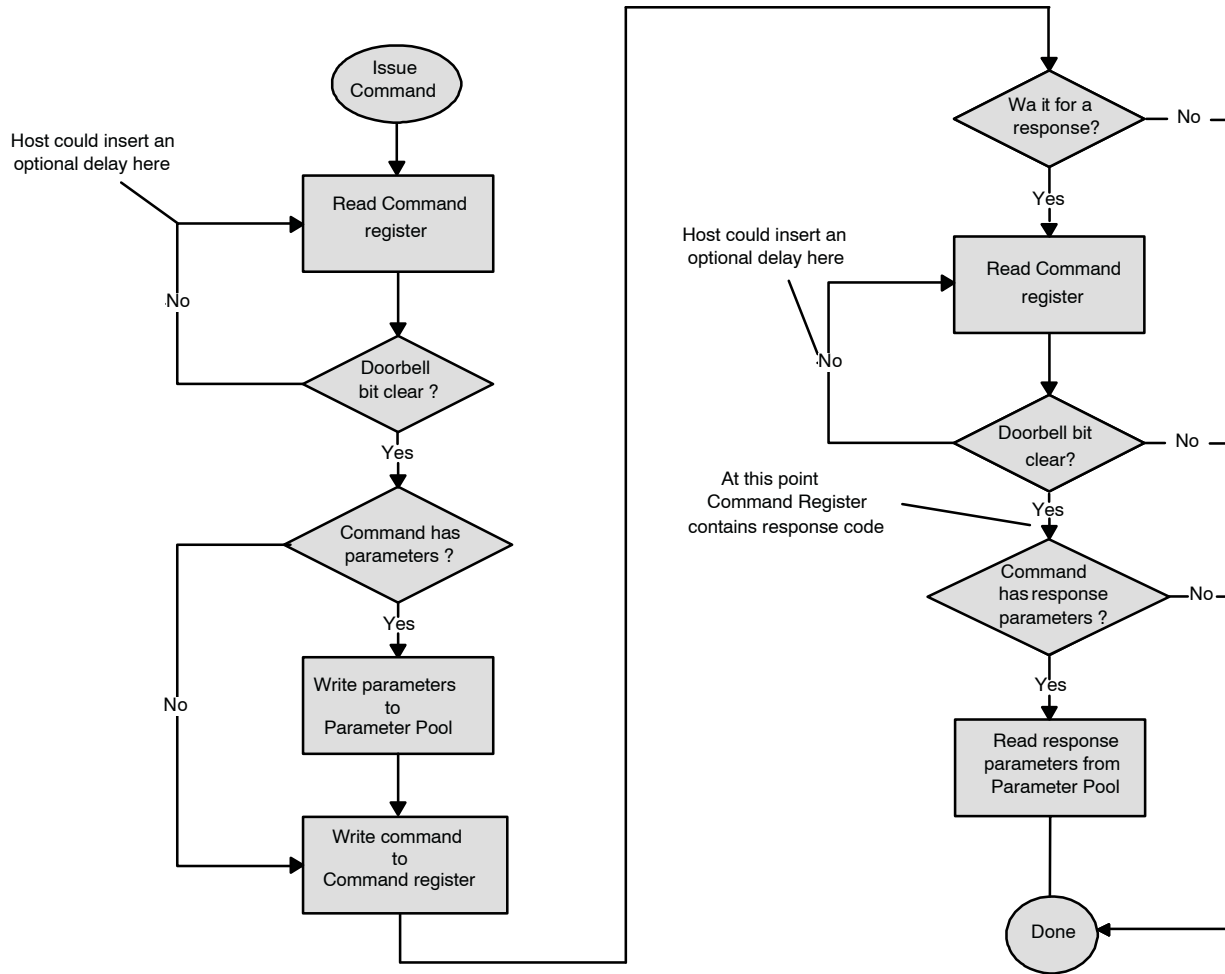 Issue
Command
Host could insert an
optional delay here
Read Command
register
No
Doorbell
bit clear ?
Yes
Command has
parameters ?
Yes
Write parameters
to
Parameter Pool
No
Write command
to
Command register
Wa it for a
response?
No
Yes
Host could insert an
optional delay here
Read Command
register
No
Doorbell bit
clear?
No
At this point
Command Register
contains response code
Yes
Command
has response
parameters ?
No
Yes
Read response
parameters from
Parameter Pool
Done